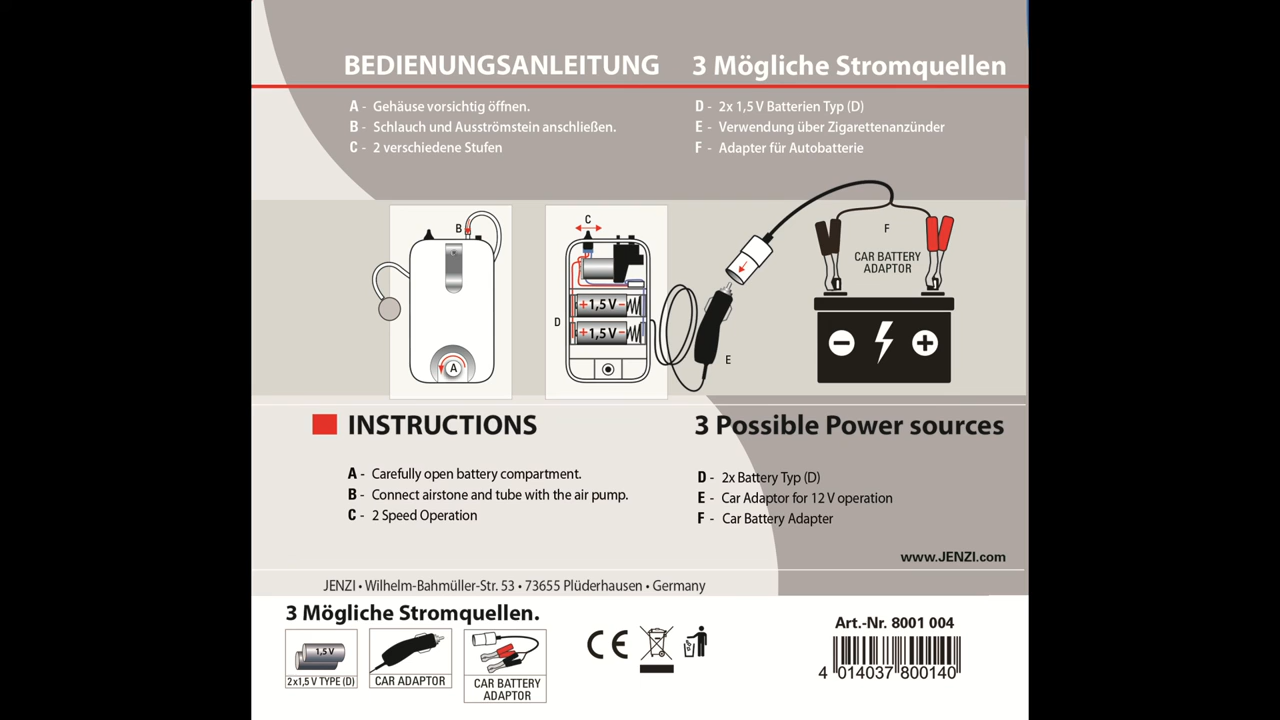 BEDIENUNGSANLEITUNG
A - Gehäuse vorsichtig öffnen.
B - Schlauch und Ausströmstein anschließen.
C - 2 verschiedene Stufen
3 Mögliche Stromquellen
D - 2x 1,5 V Batterien Typ (D)
E - Verwendung über Zigarettenanzünder
F - Adapter für Autobatterie
B
A
C
D
+ 1,5 V −
+ 1,5 V −
E
F
CAR BATTERY
ADAPTOR
INSTRUCTIONS
A - Carefully open battery compartment.
B - Connect airstone and tube with the air pump.
C - 2 Speed Operation
3 Possible Power sources
D - 2x Battery Typ (D)
E - Car Adaptor for 12 V operation
F - Car Battery Adapter
www.JENZI.com
JENZI • Wilhelm-Bahmüller-Str. 53 • 73655 Plüderhausen • Germany
3 Mögliche Stromquellen.
1,5 V
2x1,5 V TYPE (D)
CAR ADAPTOR
CAR BATTERY
ADAPTOR
CE
Art.-Nr. 8001 004
4 014037 800140